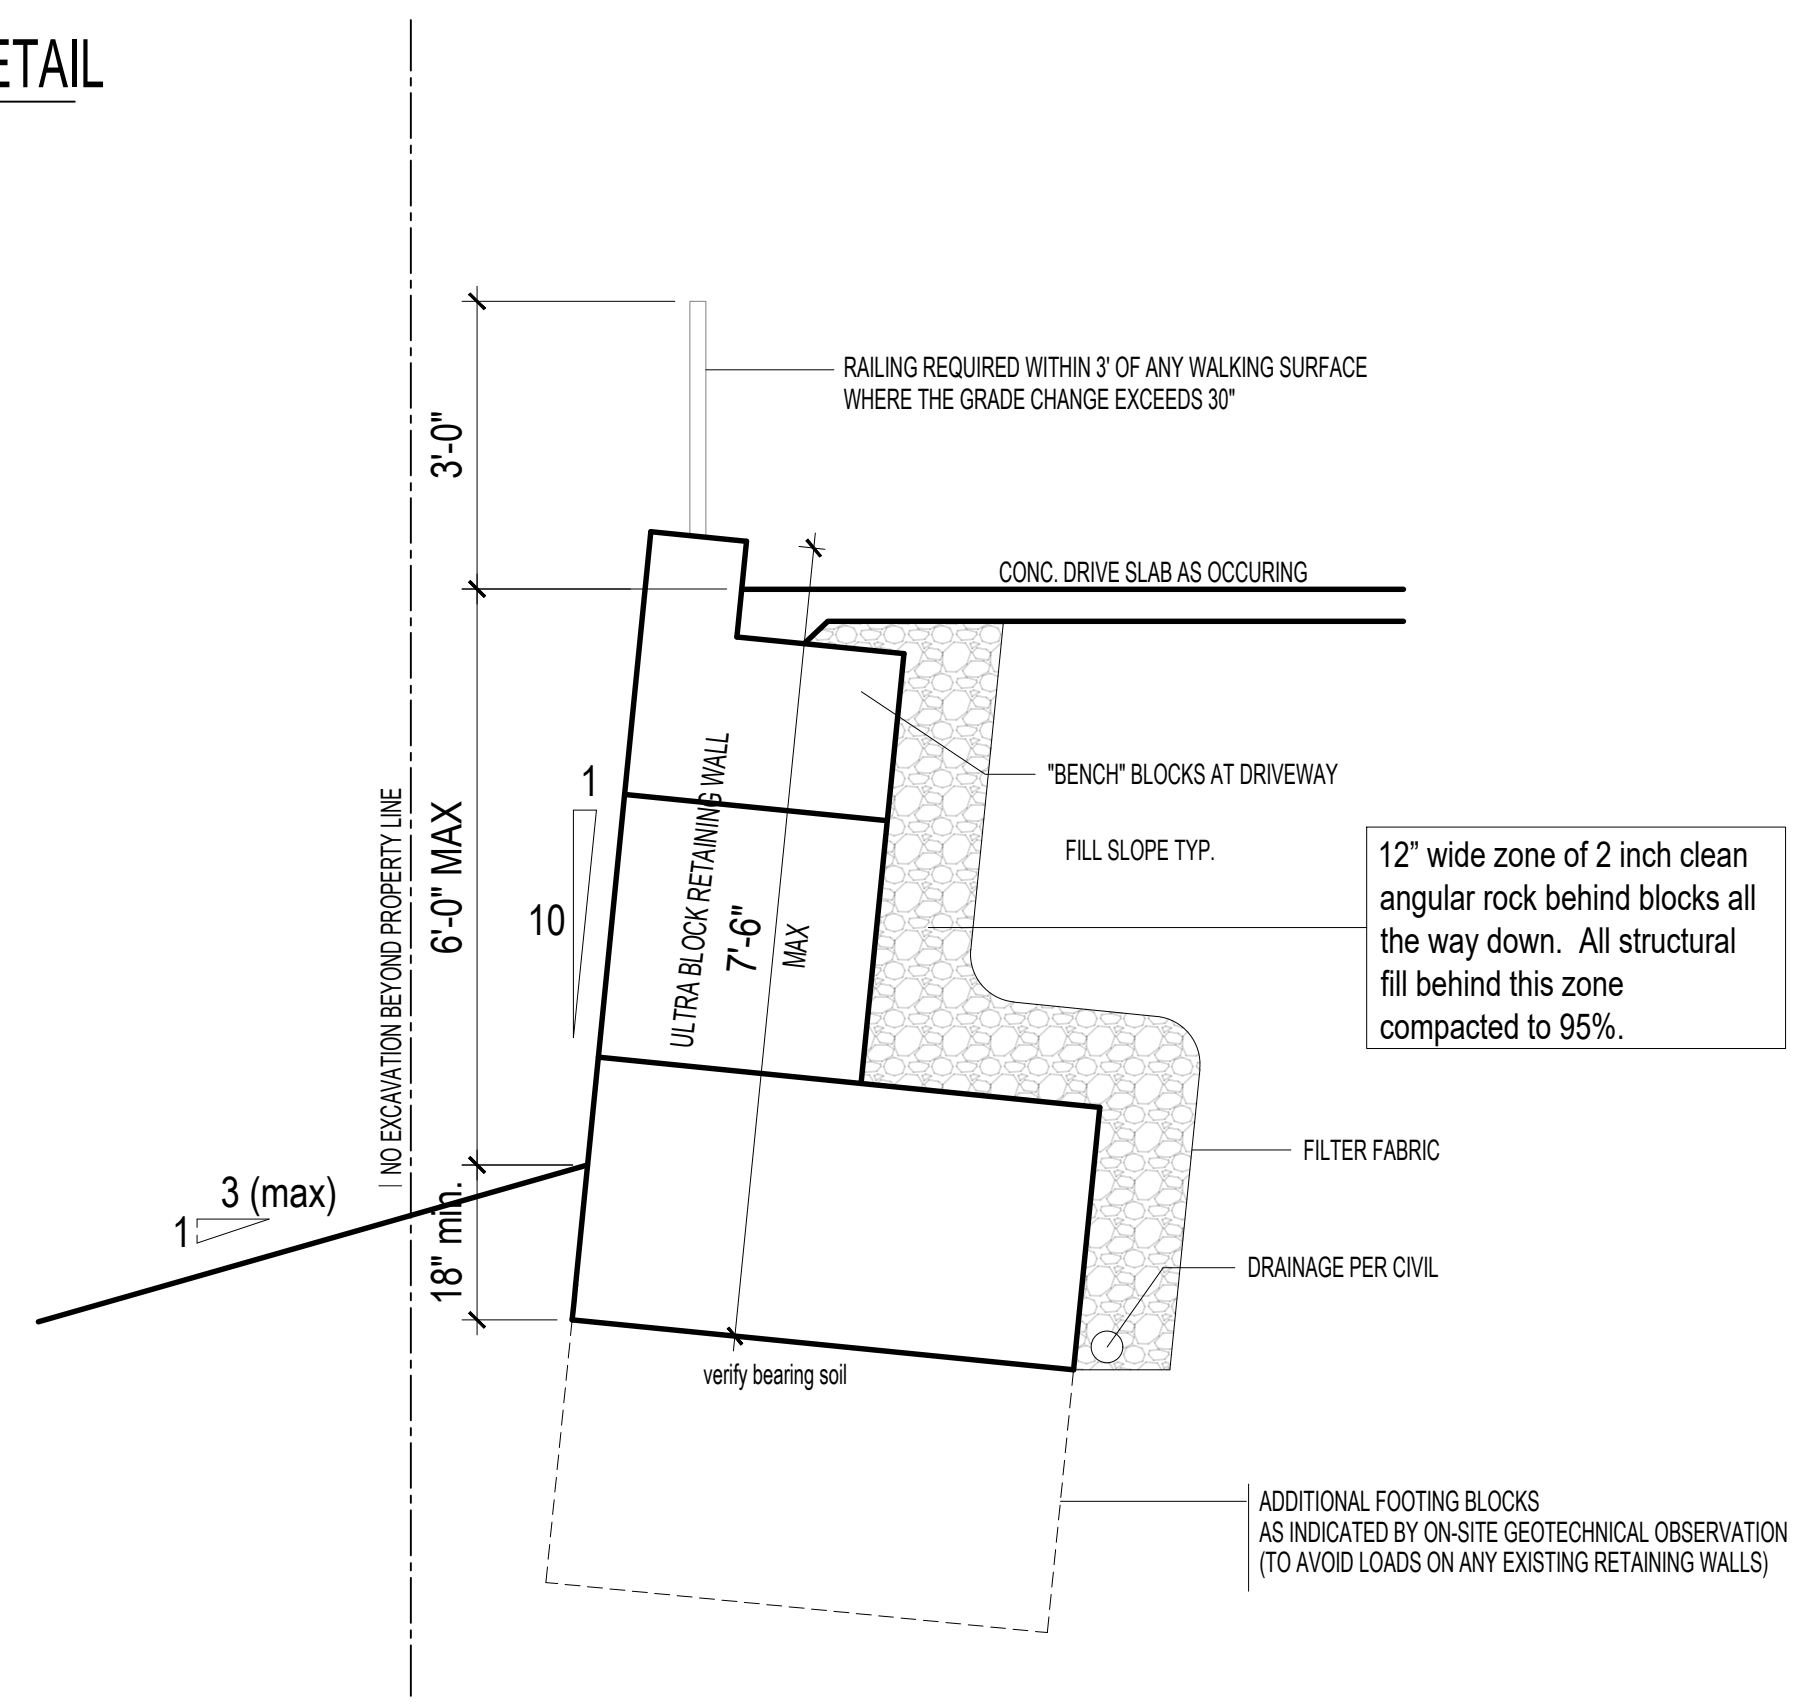 ETAIL
3'-0"
RAILING REQUIRED WITHIN 3' OF ANY WALKING SURFACE
WHERE THE GRADE CHANGE EXCEEDS 30"
CONC. DRIVE SLAB AS OCCURING
"BENCH" BLOCKS AT DRIVEWAY
FILL SLOPE TYP.
12” wide zone of 2 inch clean
angular rock behind blocks all
the way down.  All structural
fill behind this zone
compacted to 95%.
NO EXCAVATION BEYOND PROPERTY LINE
6'-0" MAX
1
10
ULTRA BLOCK RETAINING WALL
7'-6"
MAX
FILTER FABRIC
3 (max)
1
18" min.
DRAINAGE PER CIVIL
verify bearing soil
ADDITIONAL FOOTING BLOCKS
AS INDICATED BY ON-SITE GEOTECHNICAL OBSERVATION
(TO AVOID LOADS ON ANY EXISTING RETAINING WALLS)